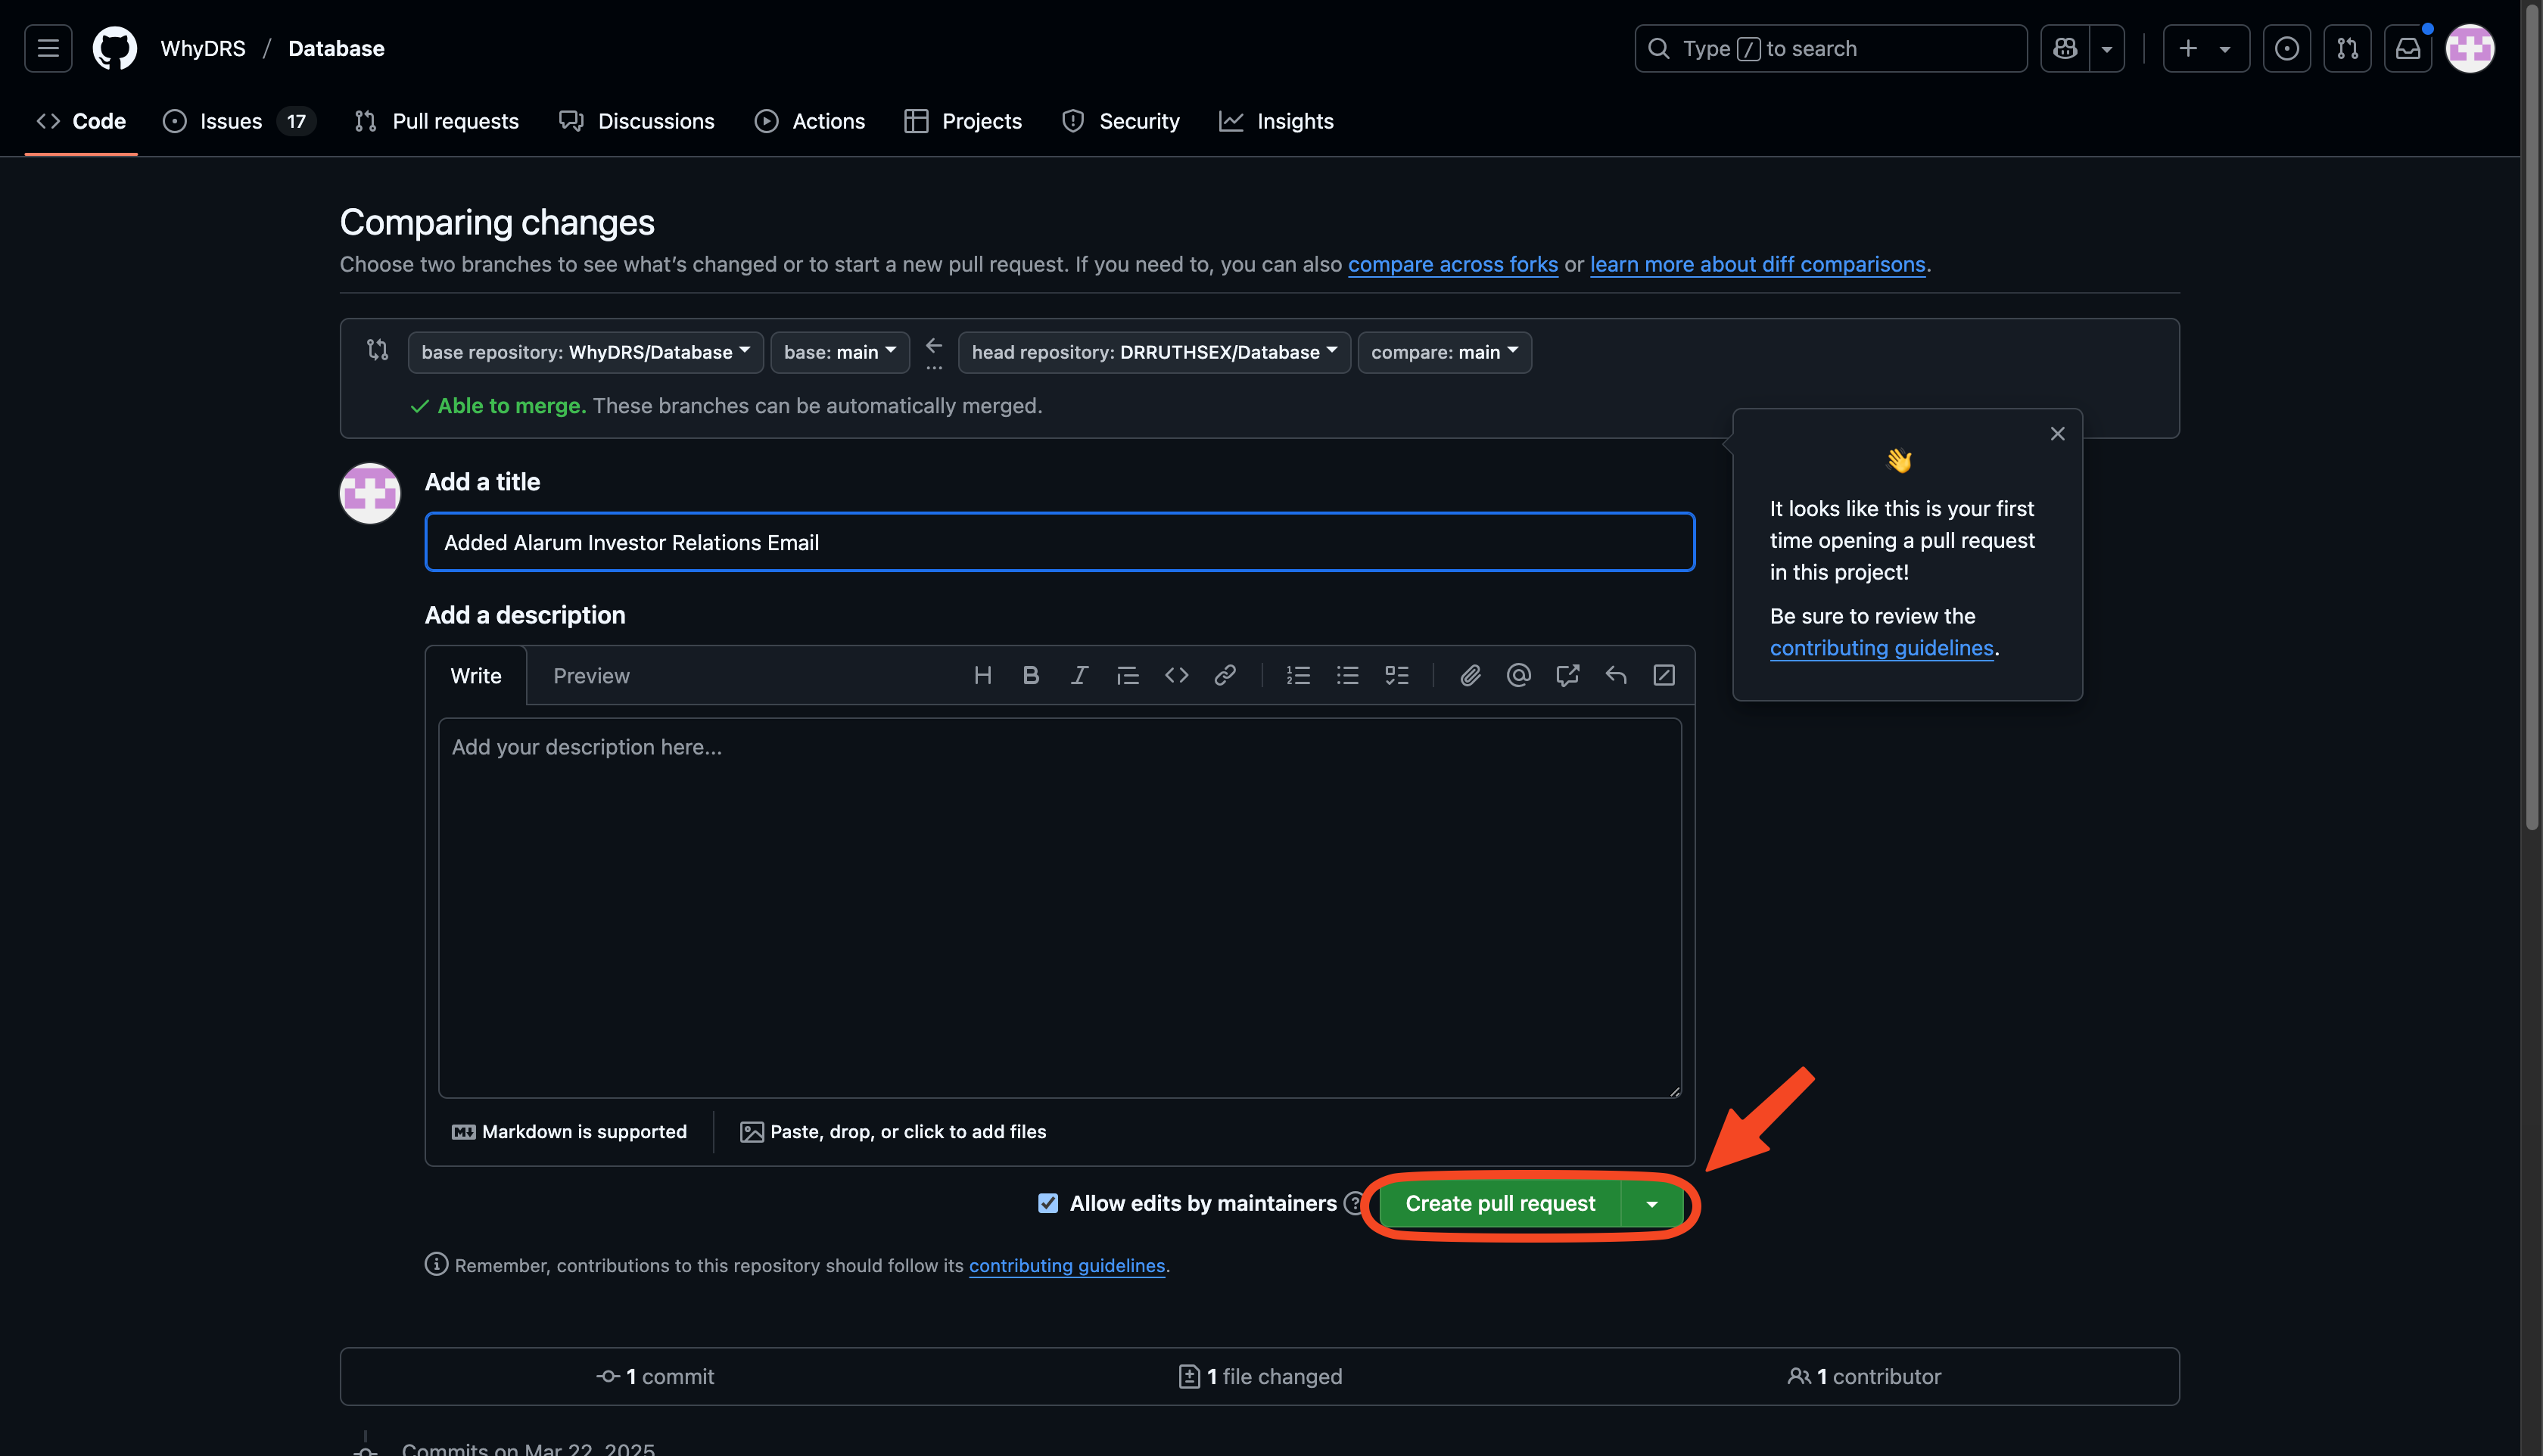 WhyDRS / Database
Type / to search
Code
Issues 17
Pull requests
Discussions
Actions
Projects
Security
Insights
Comparing changes
Choose two branches to see what’s changed or to start a new pull request. If you need to, you can also compare across forks or learn more about diff comparisons.
base repository: WhyDRS/Database base: main ← ... head repository: DRRUTHSEX/Database compare: main
Able to merge. These branches can be automatically merged.
👋
It looks like this is your first
time opening a pull request
in this project!
Be sure to review the
contributing guidelines.
Add a title
Added Alarum Investor Relations Email
Add a description
Write Preview
Add your description here...
Markdown is supported
Paste, drop, or click to add files
Allow edits by maintainers
Create pull request
Remember, contributions to this repository should follow its contributing guidelines.
1 commit
1 file changed
1 contributor
Commits on Mar 22, 2025